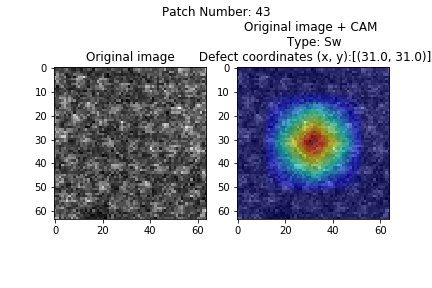 Patch Number: 43
Original image
Original image + CAM
Type: Sw
Defect coordinates (x, y):[(31.0, 31.0)]
0
10
20
30
40
50
60
0 20 40 60
0
10
20
30
40
50
60
0 20 40 60